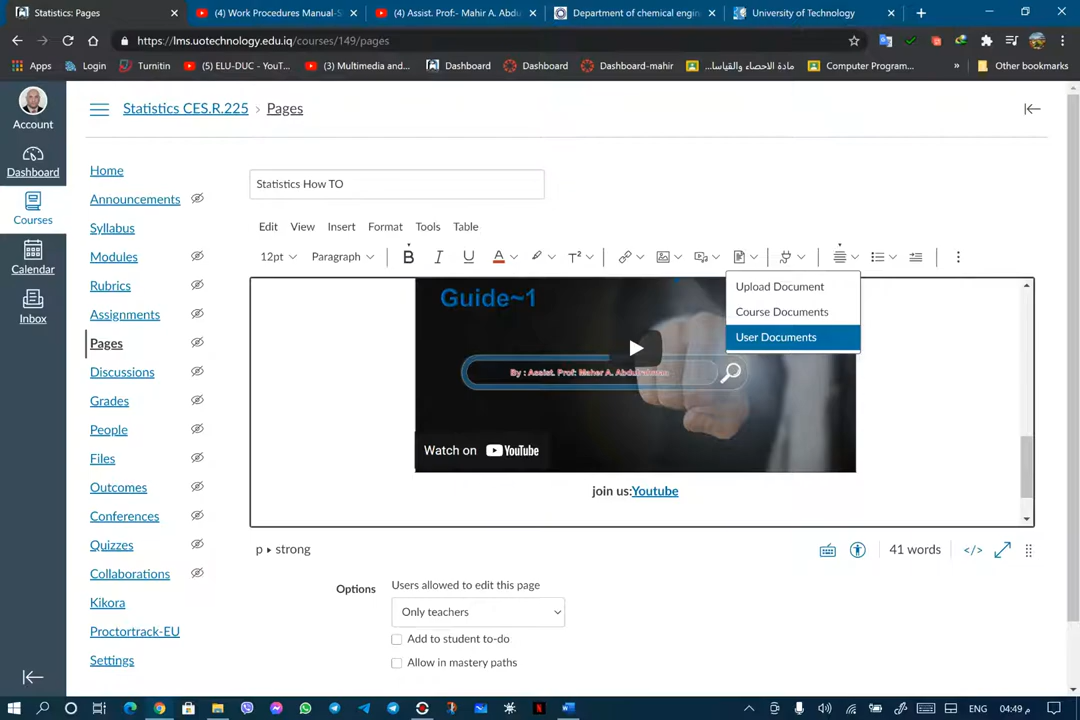 Statistics: Pages
(4) Work Procedures Manual-S
(4) Assist. Prof:- Mahir A. Abdu
Department of chemical engin
University of Technology
https://lms.uotechnology.edu.iq/courses/149/pages
Apps
Login
Turnitin
(5) ELU-DUC - YouT...
(3) Multimedia and...
Dashboard
Dashboard
Dashboard-mahir
مادة الاحصاء والقياسا...
Computer Program...
»
Other bookmarks
Account
Dashboard
Courses
Calendar
Inbox
Statistics CES.R.225 › Pages
Home
Announcements
Syllabus
Modules
Rubrics
Assignments
Pages
Discussions
Grades
People
Files
Outcomes
Conferences
Quizzes
Collaborations
Kikora
Proctortrack-EU
Settings
Statistics How TO
Edit View Insert Format Tools Table
12pt Paragraph B I U A T²
Upload Document
Course Documents
User Documents
Guide~1
By : Assist. Prof: Maher A. Abdulrahman
Watch on YouTube
join us:Youtube
p ▸ strong
41 words </>
Options
Users allowed to edit this page
Only teachers
Add to student to-do
Allow in mastery paths
ENG
04:49 م